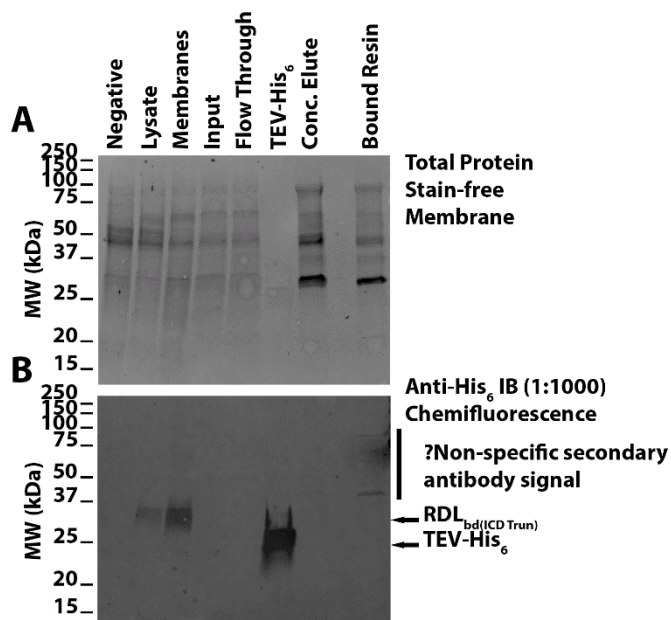 Negative
Lysate
Membranes
Input
Flow Through
TEV-His6
Conc. Elute
Bound Resin
A
250
150
100
75
50
37
25
20
15
MW (kDa)
Total Protein
Stain-free
Membrane
B
250
150
100
75
50
37
25
20
15
MW (kDa)
Anti-His6 IB (1:1000)
Chemifluorescence
?Non-specific secondary
antibody signal
RDLbd(ICD Trun)
TEV-His6